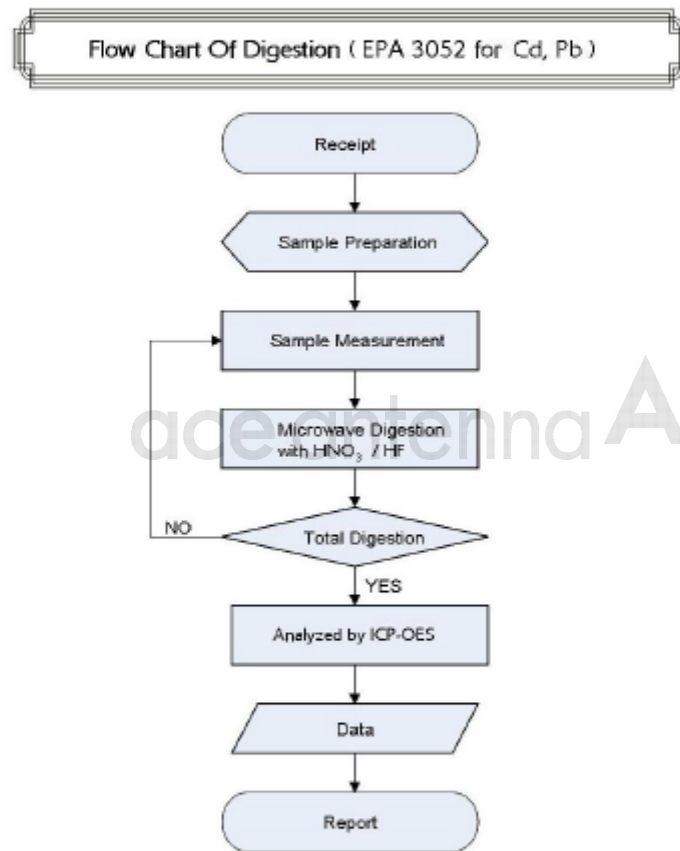 Flow Chart Of Digestion ( EPA 3052 for Cd, Pb )
Receipt
Sample Preparation
Sample Measurement
Microwave Digestion
with HNO₃ / HF
ace antenna A
Total Digestion
NO
YES
Analyzed by ICP-OES
Data
Report